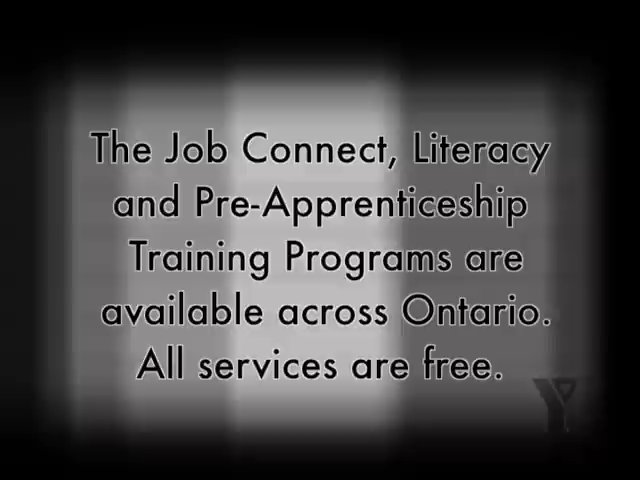 The Job Connect, Literacy
and Pre-Apprenticeship
Training Programs are
available across Ontario.
All services are free.